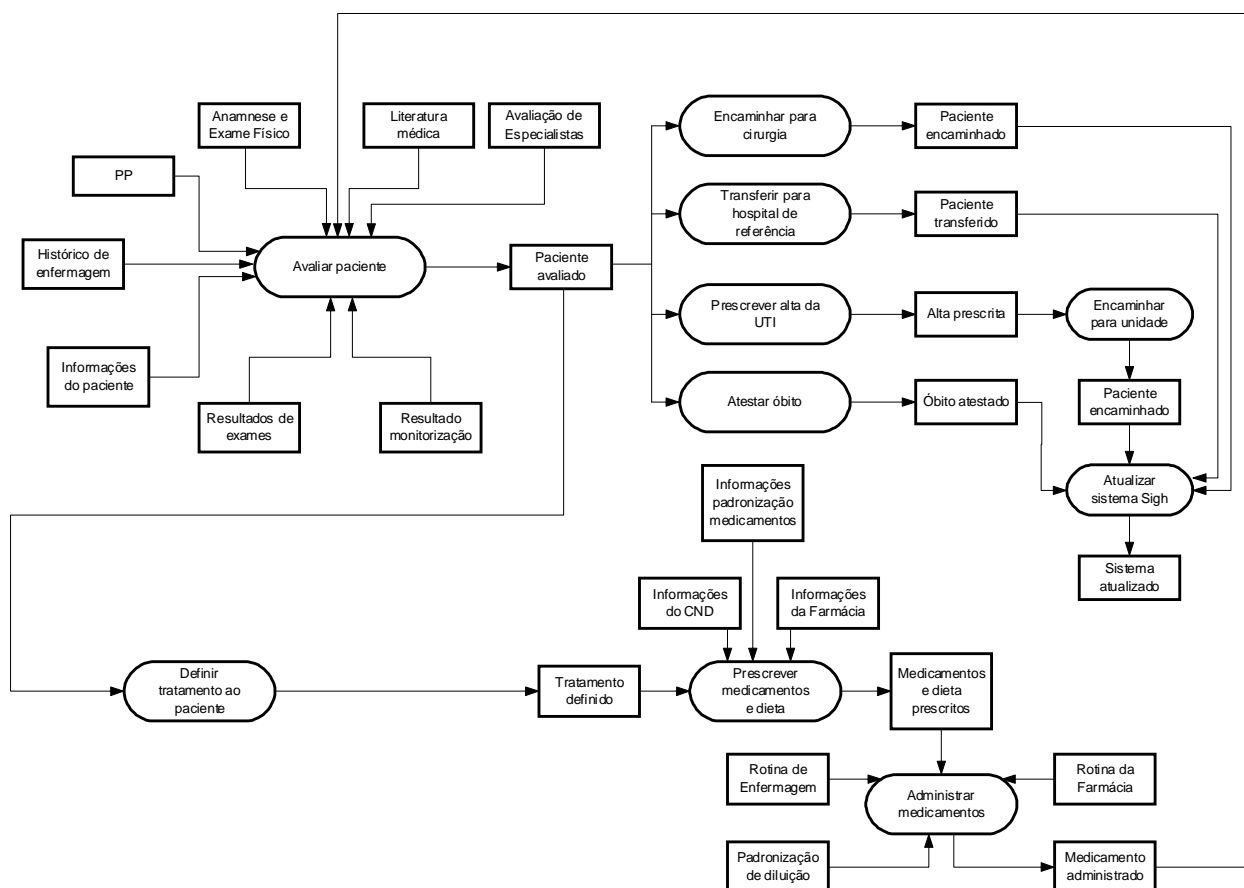 Anamnese e
Exame Físico
Literatura
médica
Avaliação de
Especialistas
Encaminhar para
cirurgia
Paciente
encaminhado
PP
Transferir para
hospital de
referência
Paciente
transferido
Histórico de
enfermagem
Avaliar paciente
Paciente
avaliado
Prescrever alta da
UTI
Alta prescrita
Encaminhar
para unidade
Informações
do paciente
Resultados de
exames
Resultado
monitorização
Atestar óbito
Óbito atestado
Paciente
encaminhado
Informações
padronização
medicamentos
Atualizar
sistema Sigh
Sistema
atualizado
Informações
do CND
Informações
da Farmácia
Definir
tratamento ao
paciente
Tratamento
definido
Prescrever
medicamentos
e dieta
Medicamentos
e dieta
prescritos
Rotina de
Enfermagem
Administrar
medicamentos
Rotina da
Farmácia
Padronização
de diluição
Medicamento
administrado